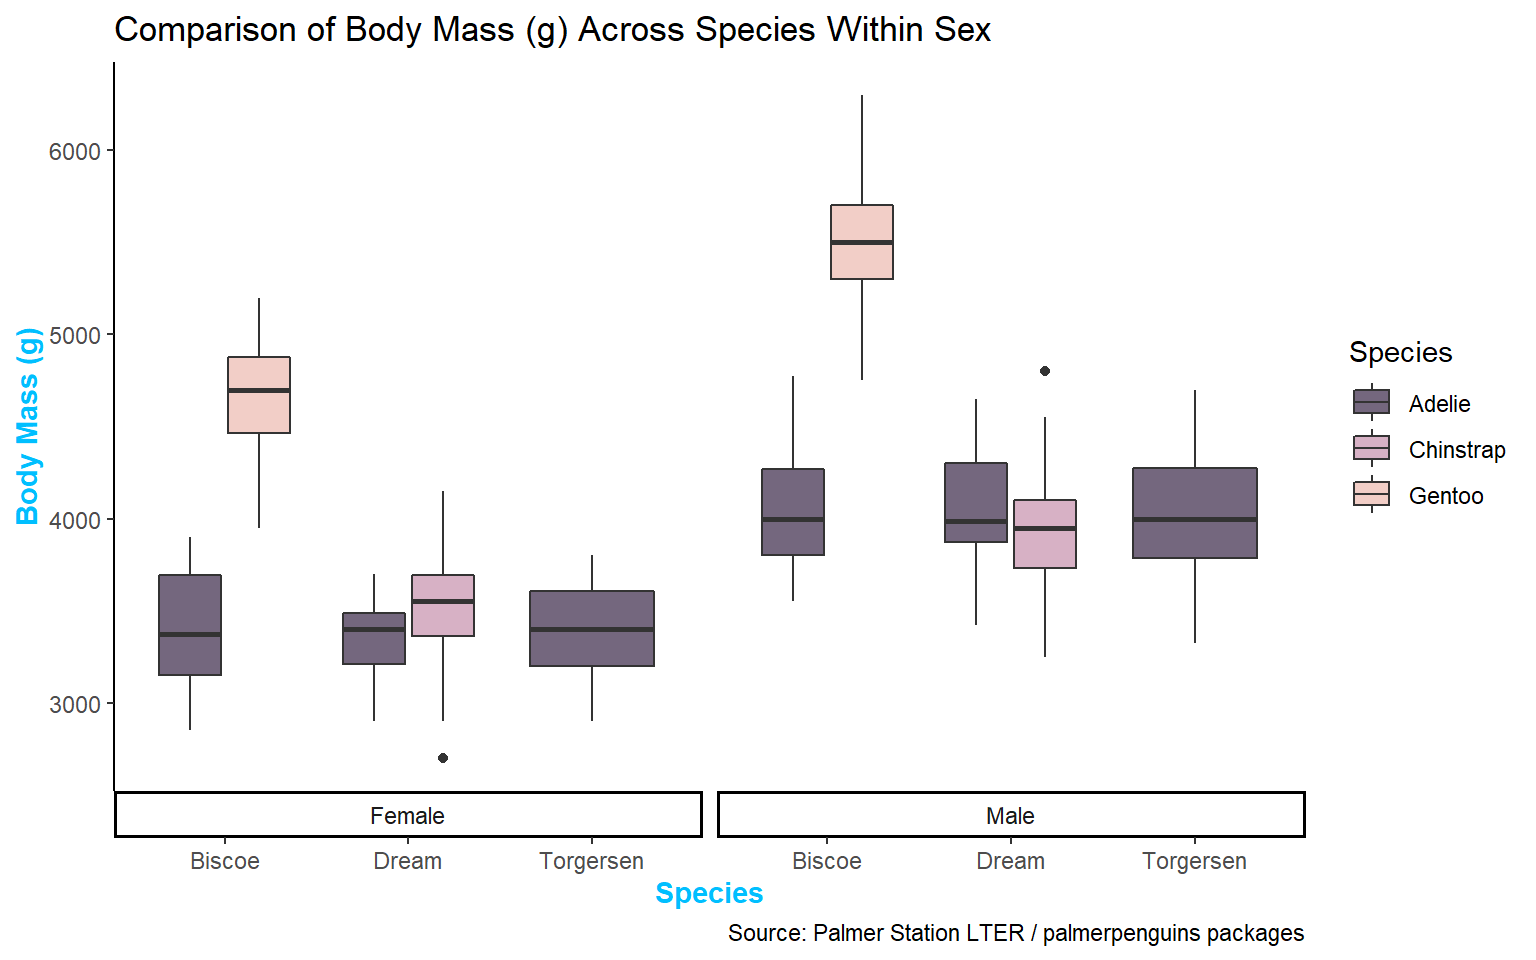 Comparison of Body Mass (g) Across Species Within Sex
Body Mass (g)
6000
5000
4000
3000
Female
Male
Biscoe
Dream
Torgersen
Biscoe
Dream
Torgersen
Species
Species
Adelie
Chinstrap
Gentoo
Source: Palmer Station LTER / palmerpenguins packages